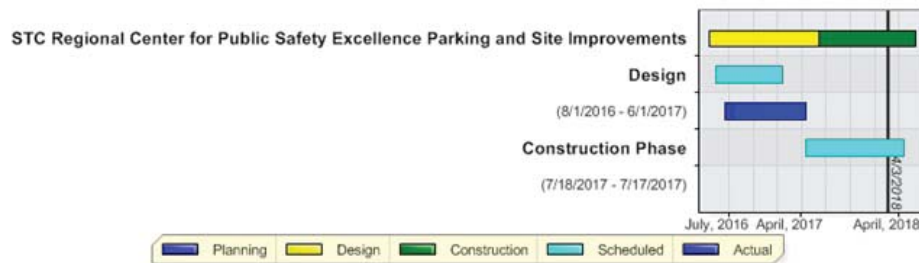 STC Regional Center for Public Safety Excellence Parking and Site Improvements
Design
(8/1/2016 - 6/1/2017)
Construction Phase
(7/18/2017 - 7/17/2017)
4/3/2018
July, 2016 April, 2017 April, 2018
Planning Design Construction Scheduled Actual